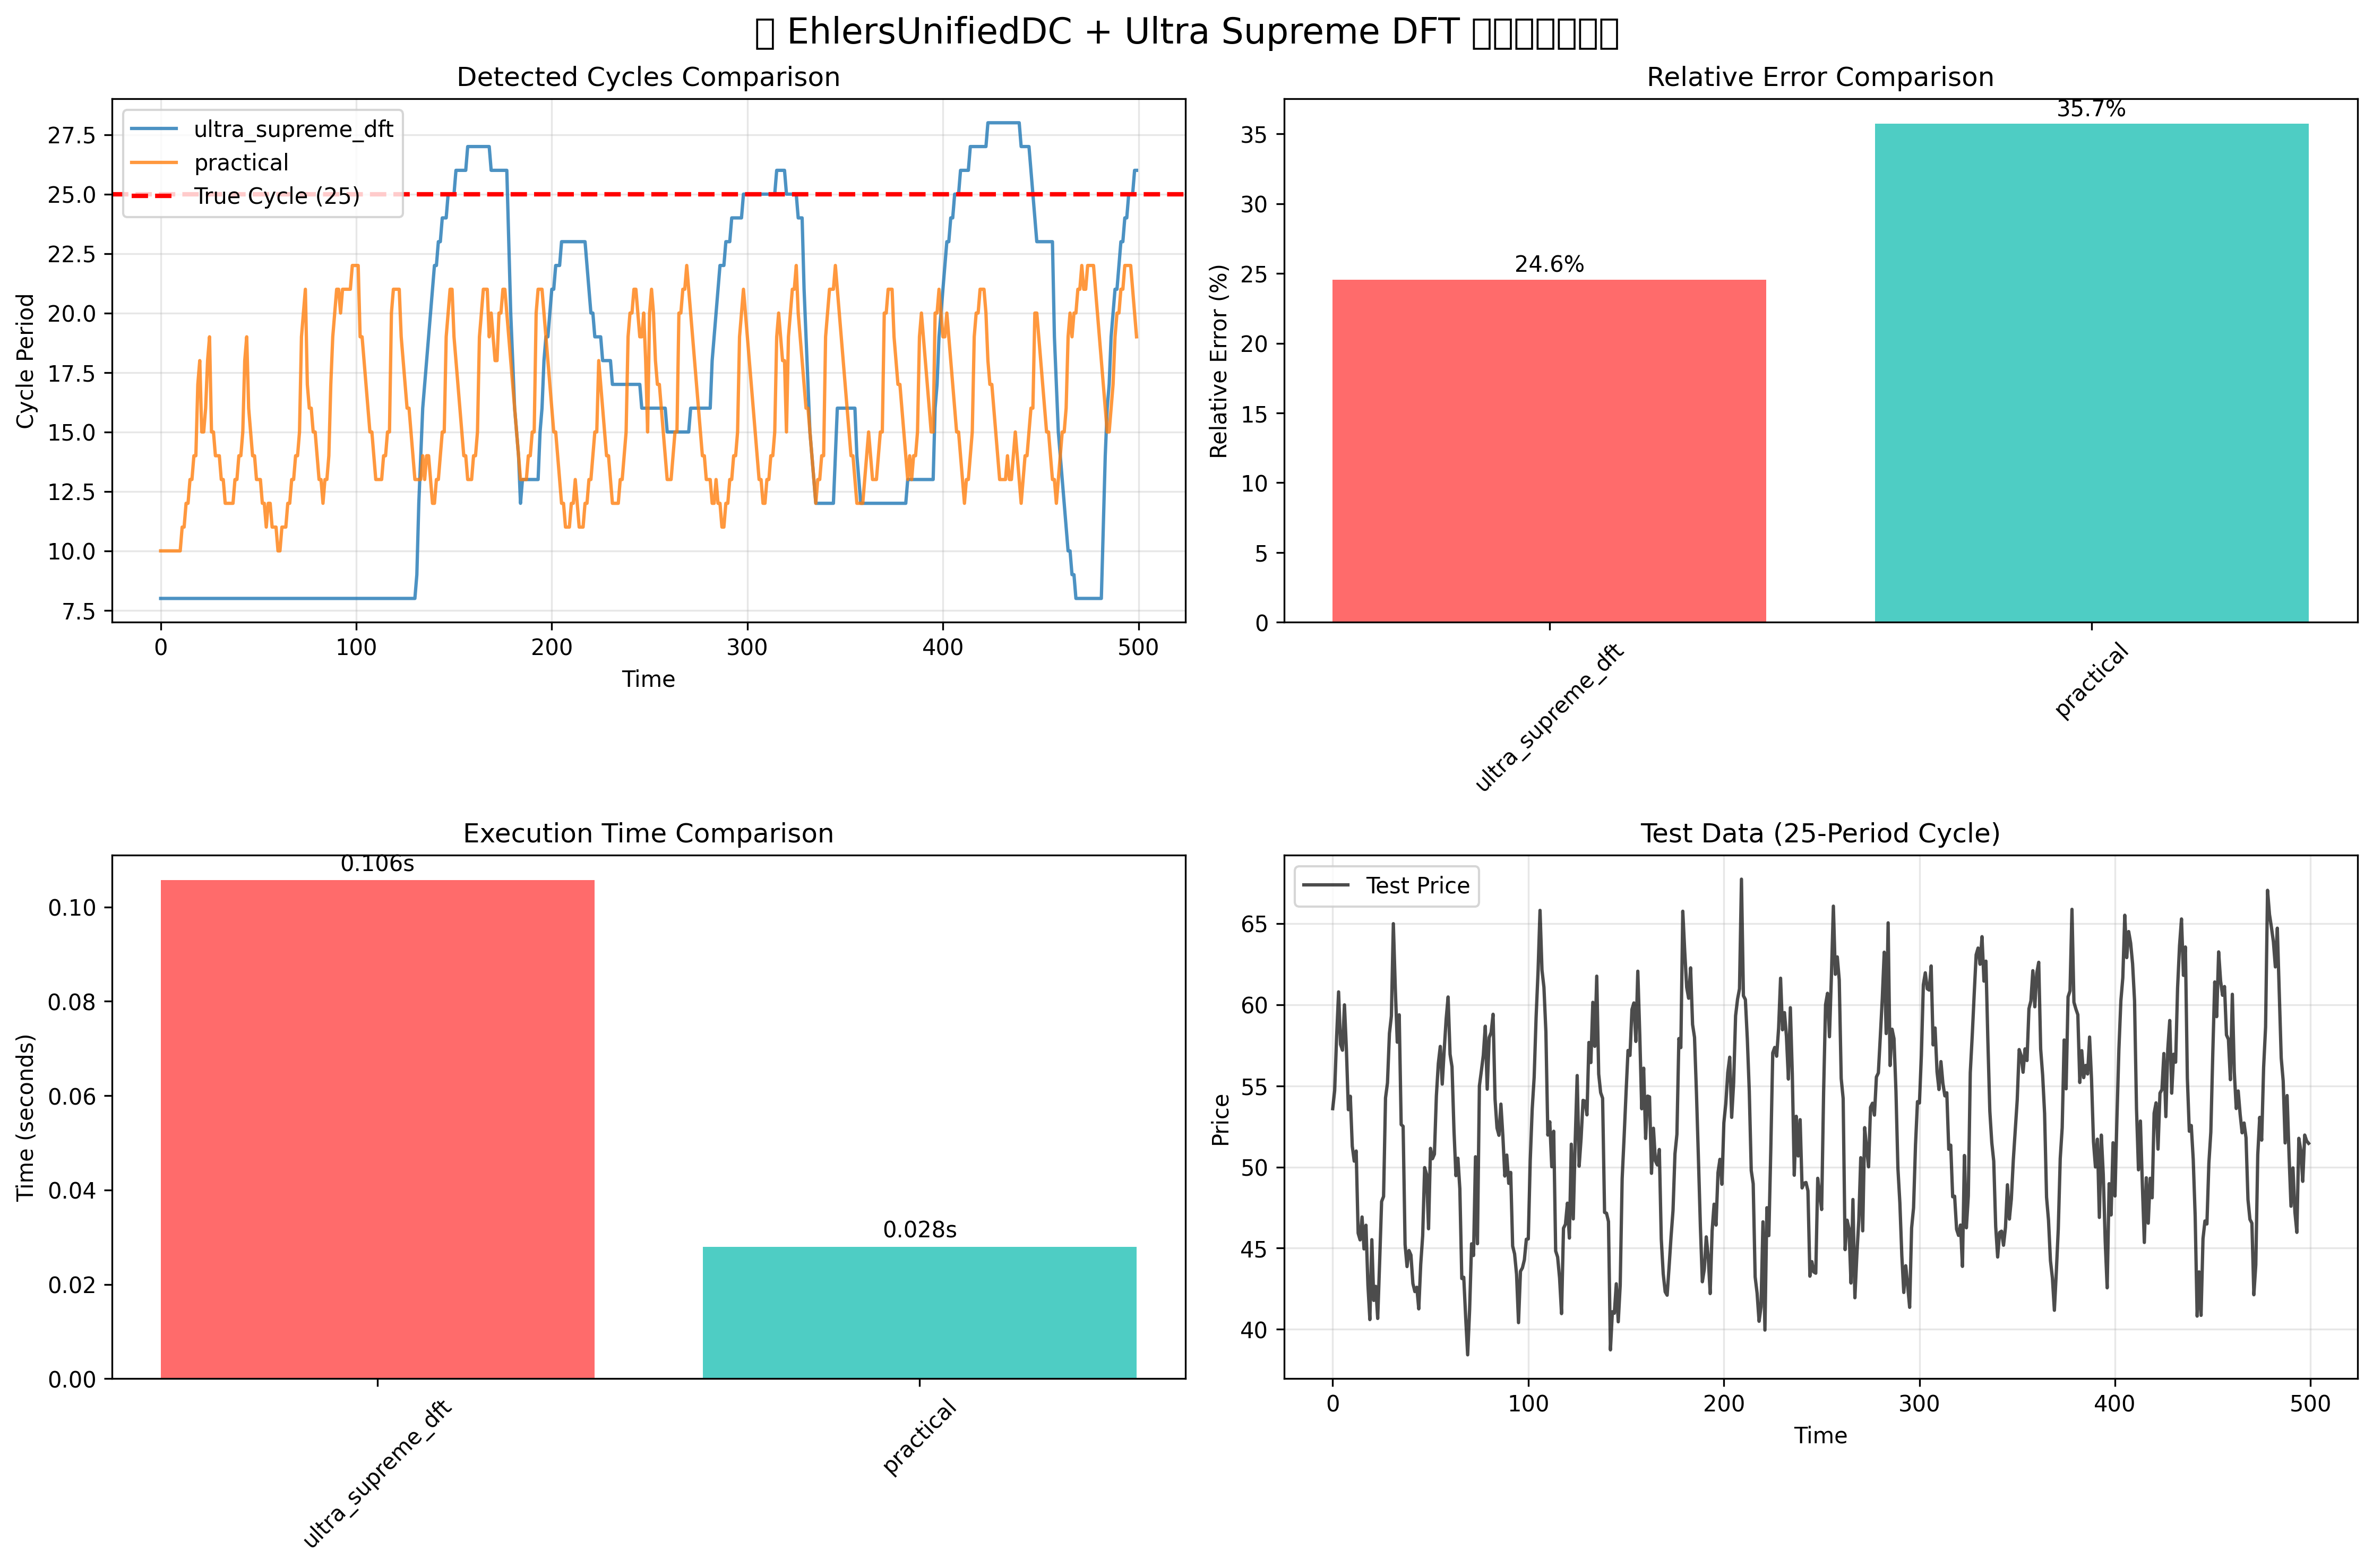 EhlersUnifiedDC + Ultra Supreme DFT
Detected Cycles Comparison
ultra_supreme_dft
practical
True Cycle (25)
Cycle Period
27.5
25.0
22.5
20.0
17.5
15.0
12.5
10.0
7.5
0 100 200 300 400 500
Time
Relative Error Comparison
24.6%
35.7%
Relative Error (%)
35
30
25
20
15
10
5
0
ultra_supreme_dft
practical
Execution Time Comparison
0.106s
0.028s
Time (seconds)
0.10
0.08
0.06
0.04
0.02
0.00
ultra_supreme_dft
practical
Test Data (25-Period Cycle)
Test Price
Price
65
60
55
50
45
40
0 100 200 300 400 500
Time